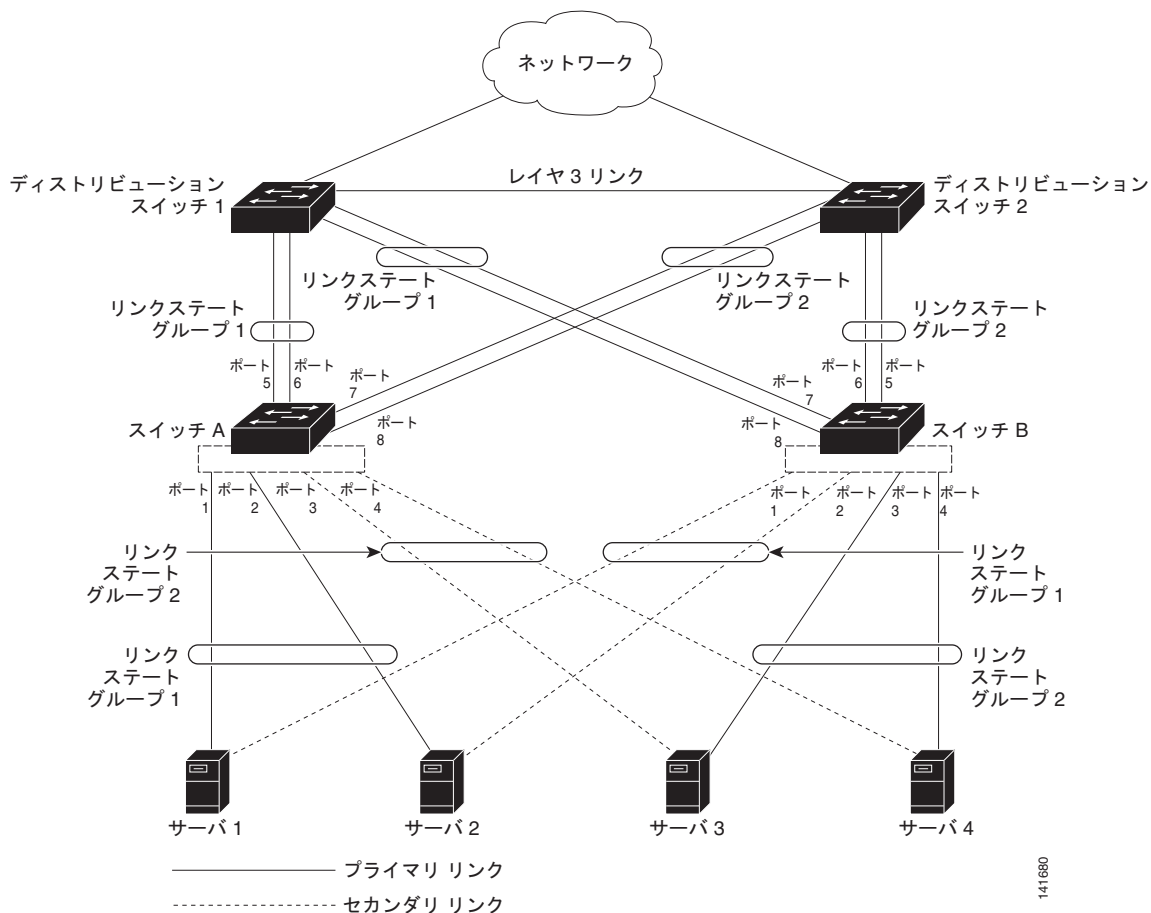 ネットワーク
レイヤ 3 リンク
ディストリビューション
スイッチ 1
ディストリビューション
スイッチ 2
リンクステート
グループ 1
リンクステート
グループ 2
リンクステート
グループ 1
リンクステート
グループ 2
ポート
5
ポート
6
ポート
7
ポート
8
ポート
7
ポート
6
ポート
5
ポート
8
スイッチ A
スイッチ B
ポート
1
ポート
2
ポート
3
ポート
4
ポート
1
ポート
2
ポート
3
ポート
4
リンク
ステート
グループ 2
リンク
ステート
グループ 1
リンク
ステート
グループ 1
リンク
ステート
グループ 2
サーバ 1
サーバ 2
サーバ 3
サーバ 4
プライマリ リンク
セカンダリ リンク
141680